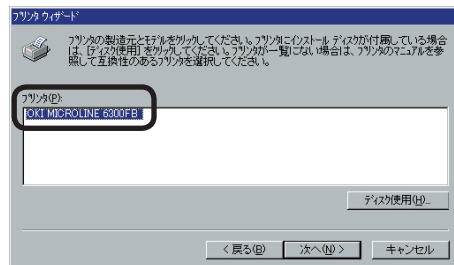 プリンタ ウィザード
プリンタの製造元とモデルをクリックしてください。プリンタにインストール ディスクが付属している場合
は、[ディスク使用] をクリックしてください。プリンタが一覧にない場合は、プリンタのマニュアルを参
照して互換性のあるプリンタを選択してください。
プリンタ(P):
OKI MICROLINE 6300FB
ディスク使用(H)...
< 戻る(B)
次へ(N) >
キャンセル